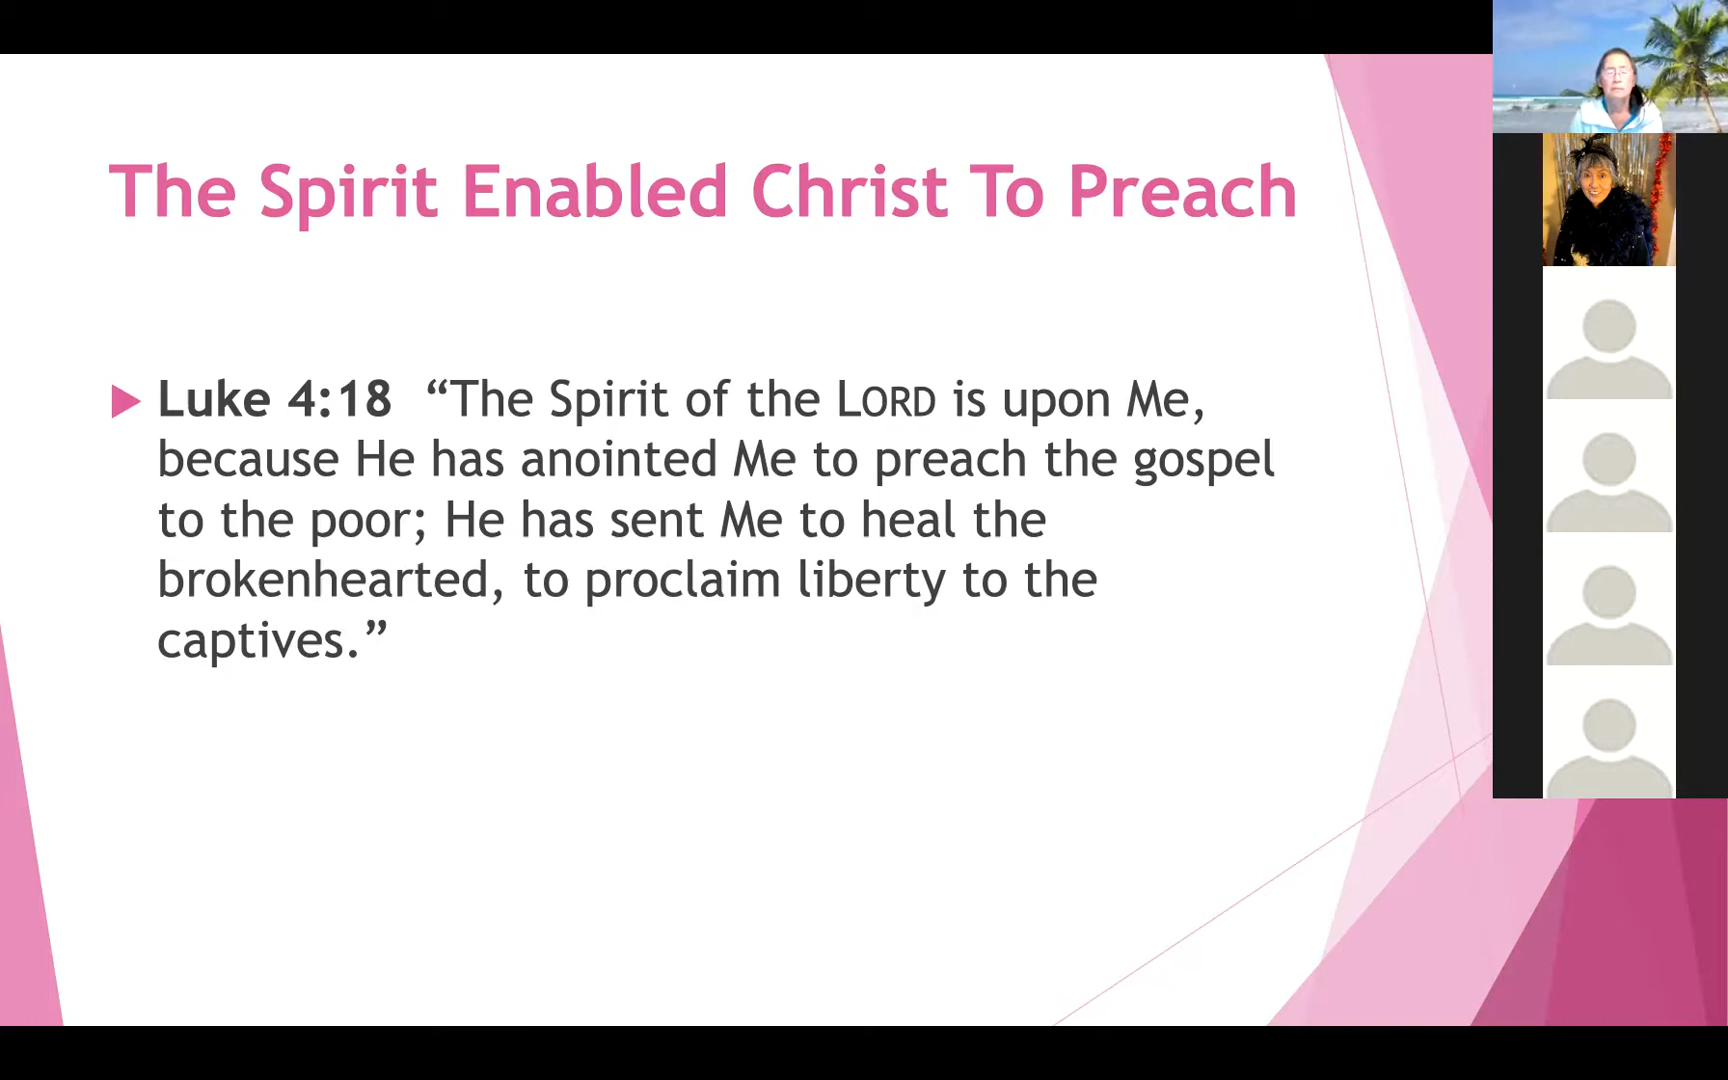 The Spirit Enabled Christ To Preach
Luke 4:18 “The Spirit of the LORD is upon Me,
because He has anointed Me to preach the gospel
to the poor; He has sent Me to heal the
brokenhearted, to proclaim liberty to the
captives.”